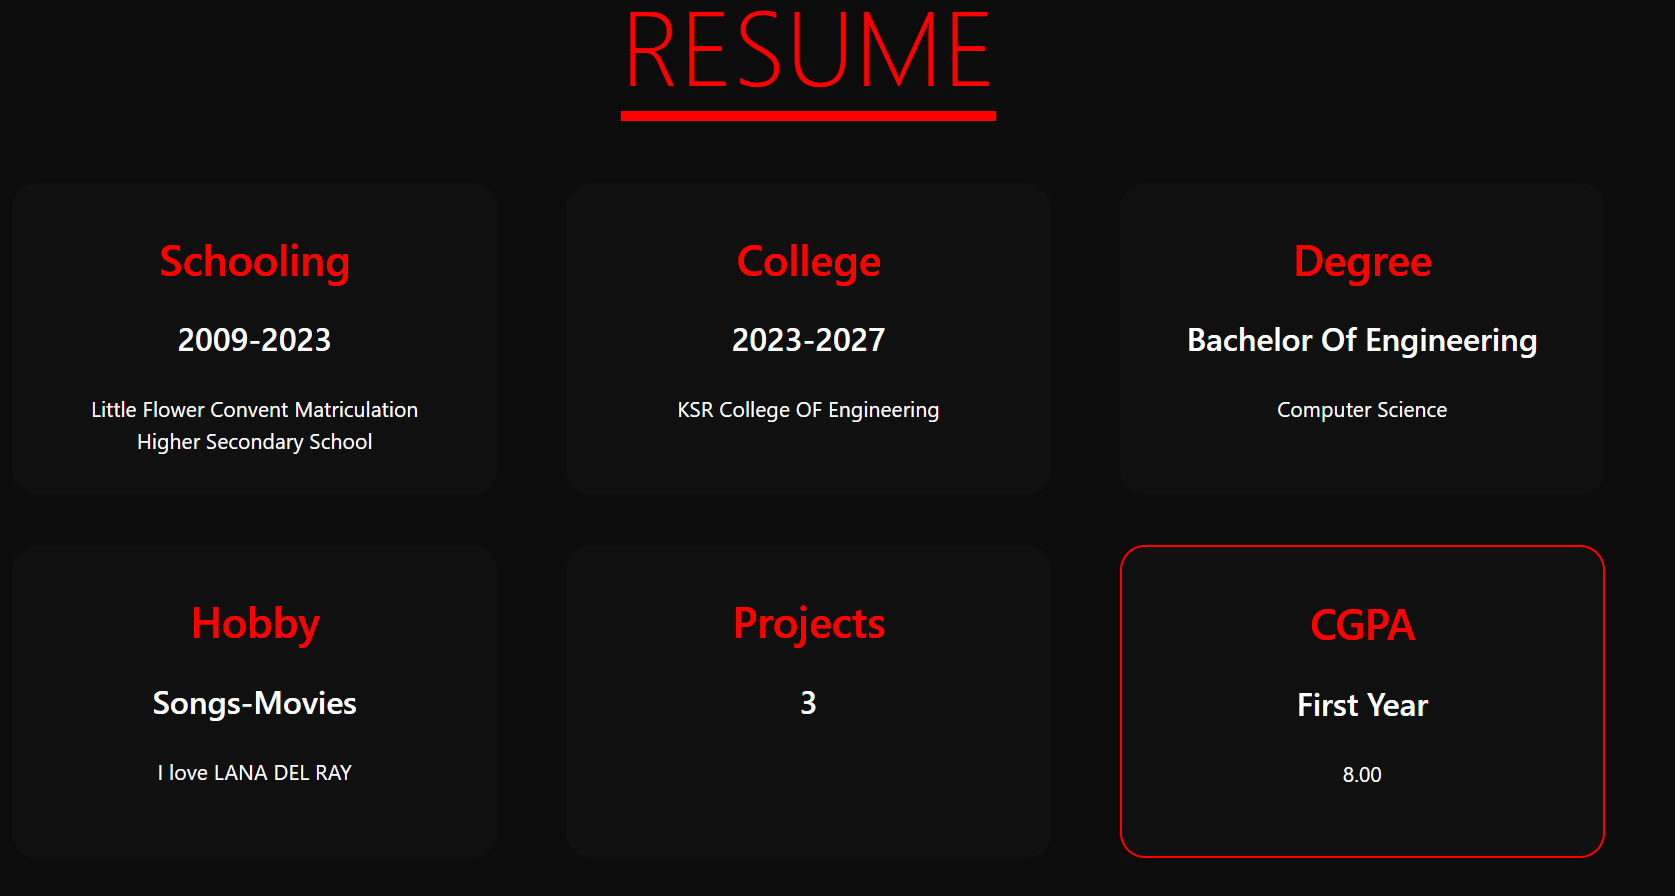 RESUME
Schooling
2009-2023
Little Flower Convent Matriculation
Higher Secondary School
College
2023-2027
KSR College OF Engineering
Degree
Bachelor Of Engineering
Computer Science
Hobby
Songs-Movies
I love LANA DEL RAY
Projects
3
CGPA
First Year
8.00